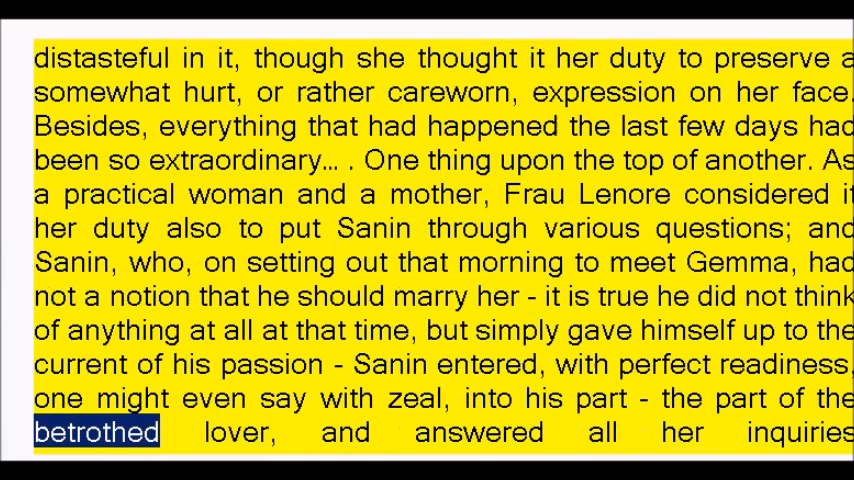 distasteful in it, though she thought it her duty to preserve a
somewhat hurt, or rather careworn, expression on her face.
Besides, everything that had happened the last few days had
been so extraordinary... . One thing upon the top of another. As
a practical woman and a mother, Frau Lenore considered it
her duty also to put Sanin through various questions; and
Sanin, who, on setting out that morning to meet Gemma, had
not a notion that he should marry her - it is true he did not think
of anything at all at that time, but simply gave himself up to the
current of his passion - Sanin entered, with perfect readiness,
one might even say with zeal, into his part - the part of the
betrothed lover, and answered all her inquiries